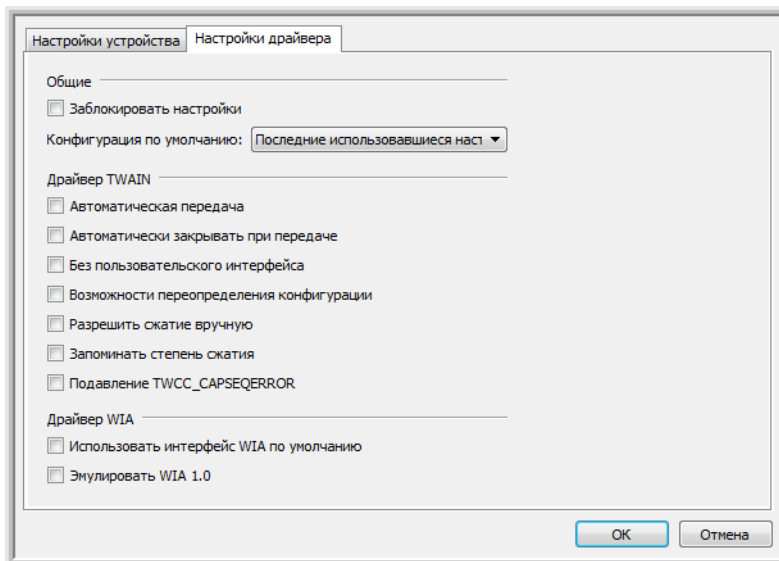 Настройки устройства Настройки драйвера
Общие
Заблокировать настройки
Конфигурация по умолчанию: Последние использовавшиеся наст
Драйвер TWAIN
Автоматическая передача
Автоматически закрывать при передаче
Без пользовательского интерфейса
Возможности переопределения конфигурации
Разрешить сжатие вручную
Запоминать степень сжатия
Подавление TWCC_CAPSEQERROR
Драйвер WIA
Использовать интерфейс WIA по умолчанию
Эмулировать WIA 1.0
ОК Отмена